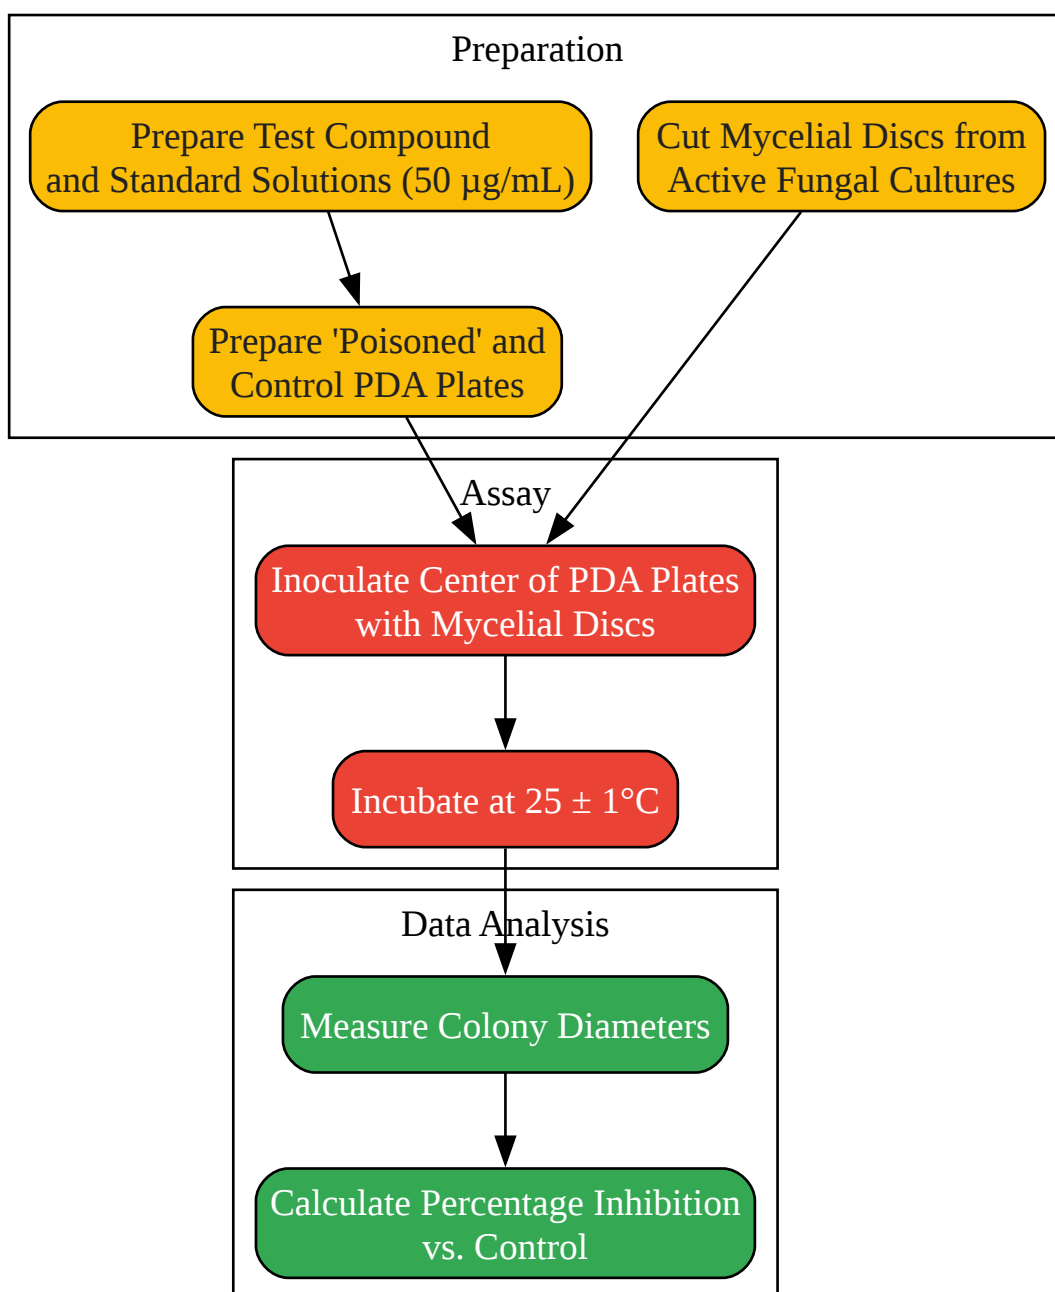 Preparation
Prepare Test Compound
and Standard Solutions (50 µg/mL)
Cut Mycelial Discs from
Active Fungal Cultures
Prepare 'Poisoned' and
Control PDA Plates
Assay
Inoculate Center of PDA Plates
with Mycelial Discs
Incubate at 25 ± 1°C
Data Analysis
Measure Colony Diameters
Calculate Percentage Inhibition
vs. Control